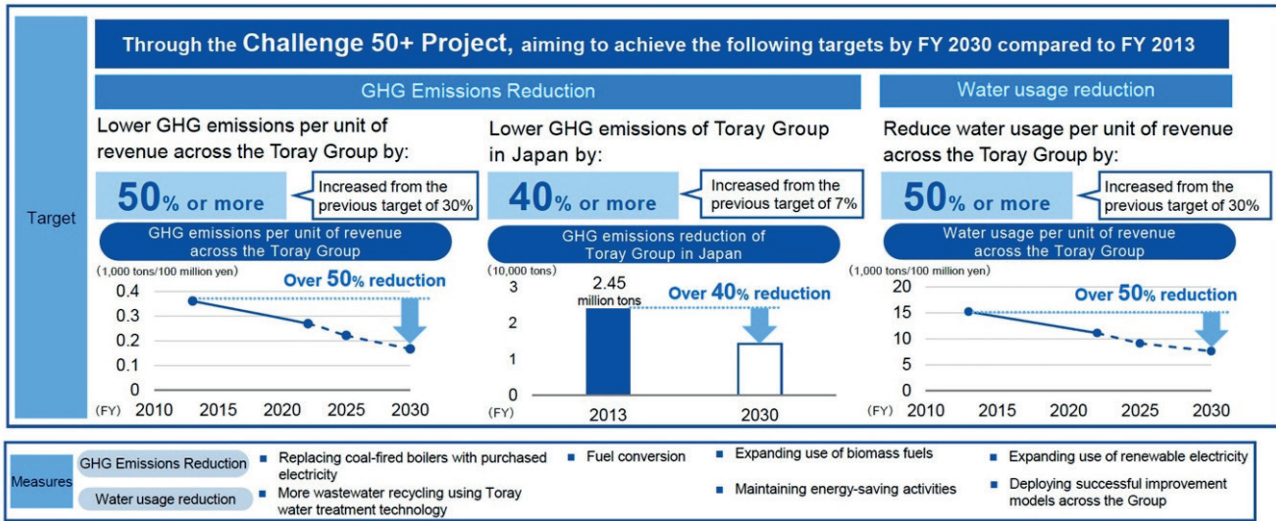 Through the Challenge 50+ Project, aiming to achieve the following targets by FY 2030 compared to FY 2013
Target
GHG Emissions Reduction
Lower GHG emissions per unit of
revenue across the Toray Group by:
50% or more
Increased from the
previous target of 30%
GHG emissions per unit of revenue
across the Toray Group
(1,000 tons/100 million yen)
Over 50% reduction
0.4
0.3
0.2
0.1
0
(FY) 2010 2015 2020 2025 2030
Lower GHG emissions of Toray Group
in Japan by:
40% or more
Increased from the
previous target of 7%
GHG emissions reduction of
Toray Group in Japan
(10,000 tons)
2.45
million tons
Over 40% reduction
3
2
1
0
(FY) 2013 2030
Water usage reduction
Reduce water usage per unit of revenue
across the Toray Group by:
50% or more
Increased from the
previous target of 30%
Water usage per unit of revenue
across the Toray Group
(1,000 tons/100 million yen)
Over 50% reduction
20
15
10
5
0
(FY) 2010 2015 2020 2025 2030
Measures
GHG Emissions Reduction
Water usage reduction
■ Replacing coal-fired boilers with purchased
electricity
■ More wastewater recycling using Toray
water treatment technology
■ Fuel conversion
■ Expanding use of biomass fuels
■ Maintaining energy-saving activities
■ Expanding use of renewable electricity
■ Deploying successful improvement
models across the Group